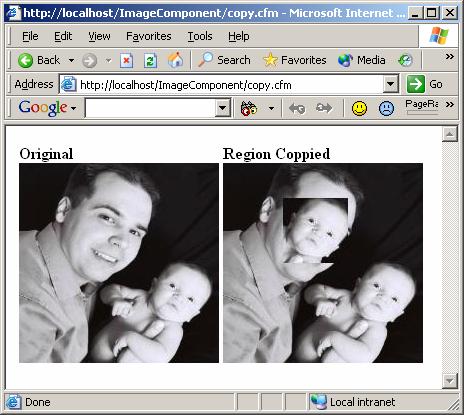 http://localhost/ImageComponent/copy.cfm - Microsoft Internet ...
File Edit View Favorites Tools Help
Back Search Favorites Media »
Address http://localhost/ImageComponent/copy.cfm Go
Google PageRa »
Original Region Coppied
Done Local intranet